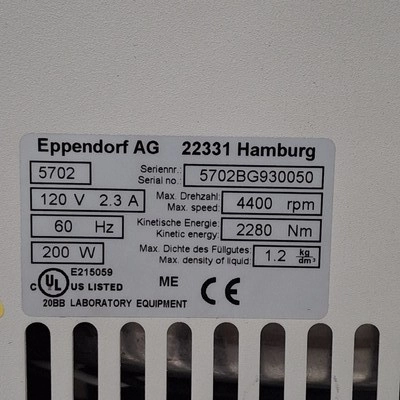 Eppendorf AG 22331 Hamburg
5702 Seriennr.: Serial no.: 5702BG930050
120 V 2.3 A Max. Drehzahl: Max. speed: 4400 rpm
60 Hz Kinetische Energie: Kinetic energy: 2280 Nm
200 W Max. Dichte des Füllgutes: Max. density of liquid: 1.2 kg/dm³
E215059
C UL US LISTED ME CE
20BB LABORATORY EQUIPMENT